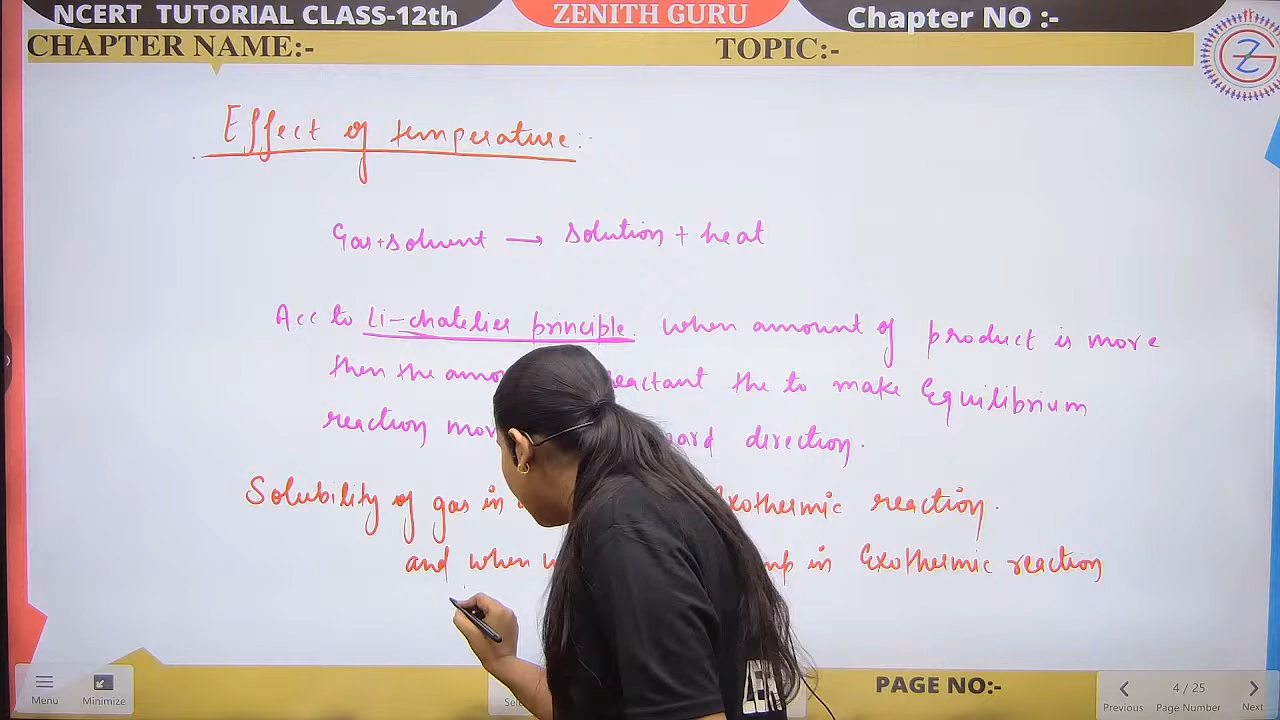 NCERT TUTORIAL CLASS-12th
ZENITH GURU
Chapter NO :-
CHAPTER NAME:-
TOPIC:-
Effect of temperature:-
Gas+solvent → solution + heat
Acc to Li-chatelier principle. when amount of product is more
then the reactant the to make Equilibrium
reaction direction.
Solubility of gas in Exothermic reaction.
and when in Exothermic reaction
Menu
Minimize
PAGE NO:-
Previous
4 / 25
Page Number
Next